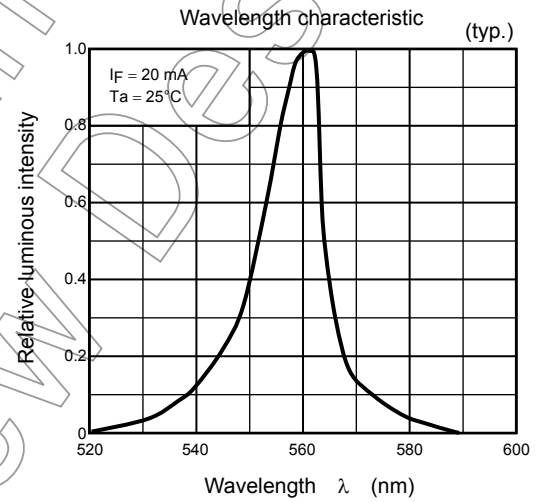 Wavelength characteristic
(typ.)
IF = 20 mA
Ta = 25°C
Relative luminous intensity
1.0
0.8
0.6
0.4
0.2
0
520
540
560
580
600
Wavelength λ (nm)